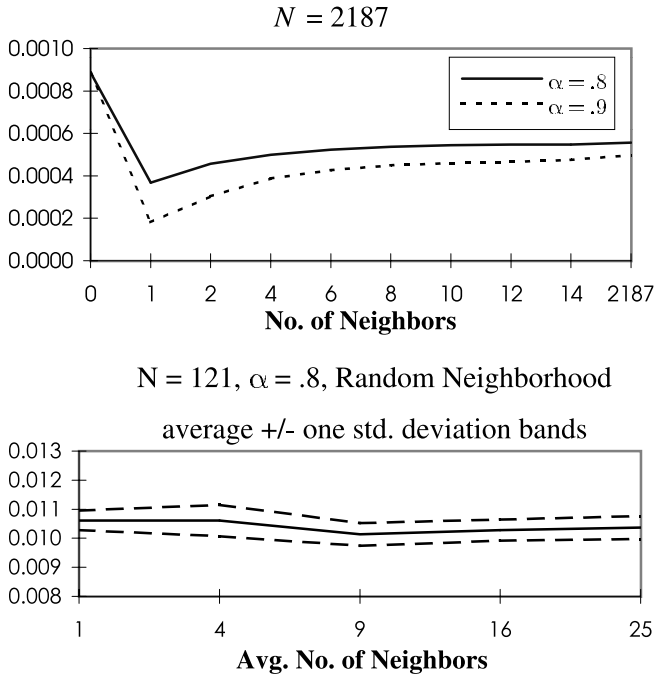 N = 2187
0.0010
0.0008
0.0006
0.0004
0.0002
0.0000
α = .8
α = .9
0 1 2 4 6 8 10 12 14 2187
No. of Neighbors
N = 121, α = .8, Random Neighborhood
average +/- one std. deviation bands
0.013
0.012
0.011
0.010
0.009
0.008
1 4 9 16 25
Avg. No. of Neighbors